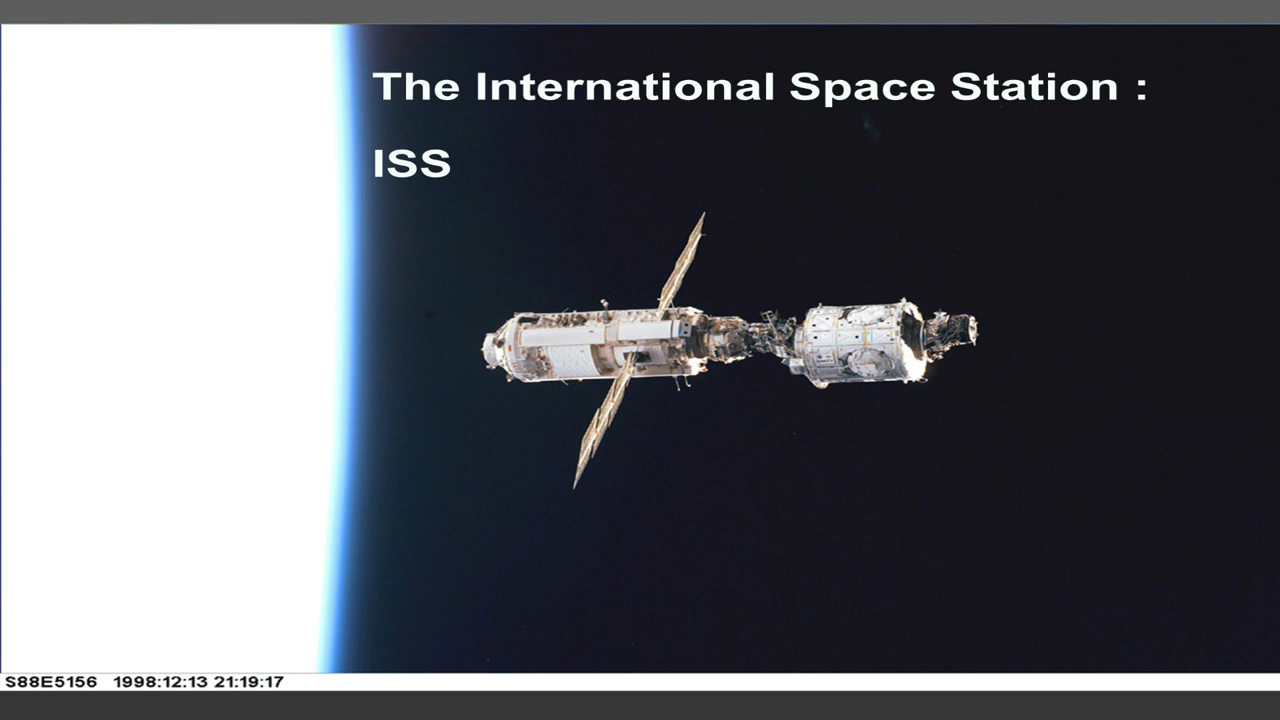 The International Space Station :
ISS
S88E5156 1998:12:13 21:19:17